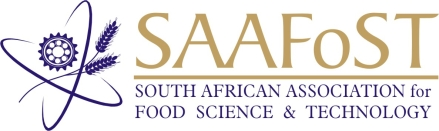 SAAFoST
SOUTH AFRICAN ASSOCIATION for
FOOD SCIENCE & TECHNOLOGY